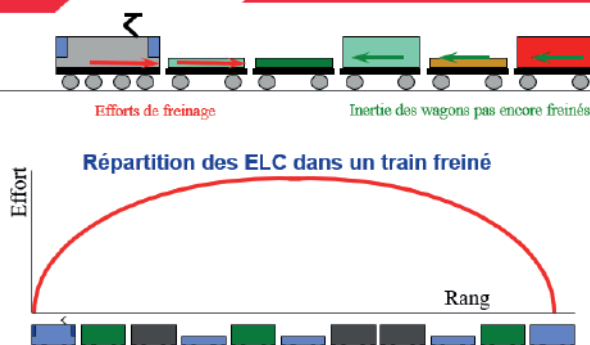 Efforts de freinage
Inertie des wagons pas encore freinés
Répartition des ELC dans un train freiné
Effort
Rang